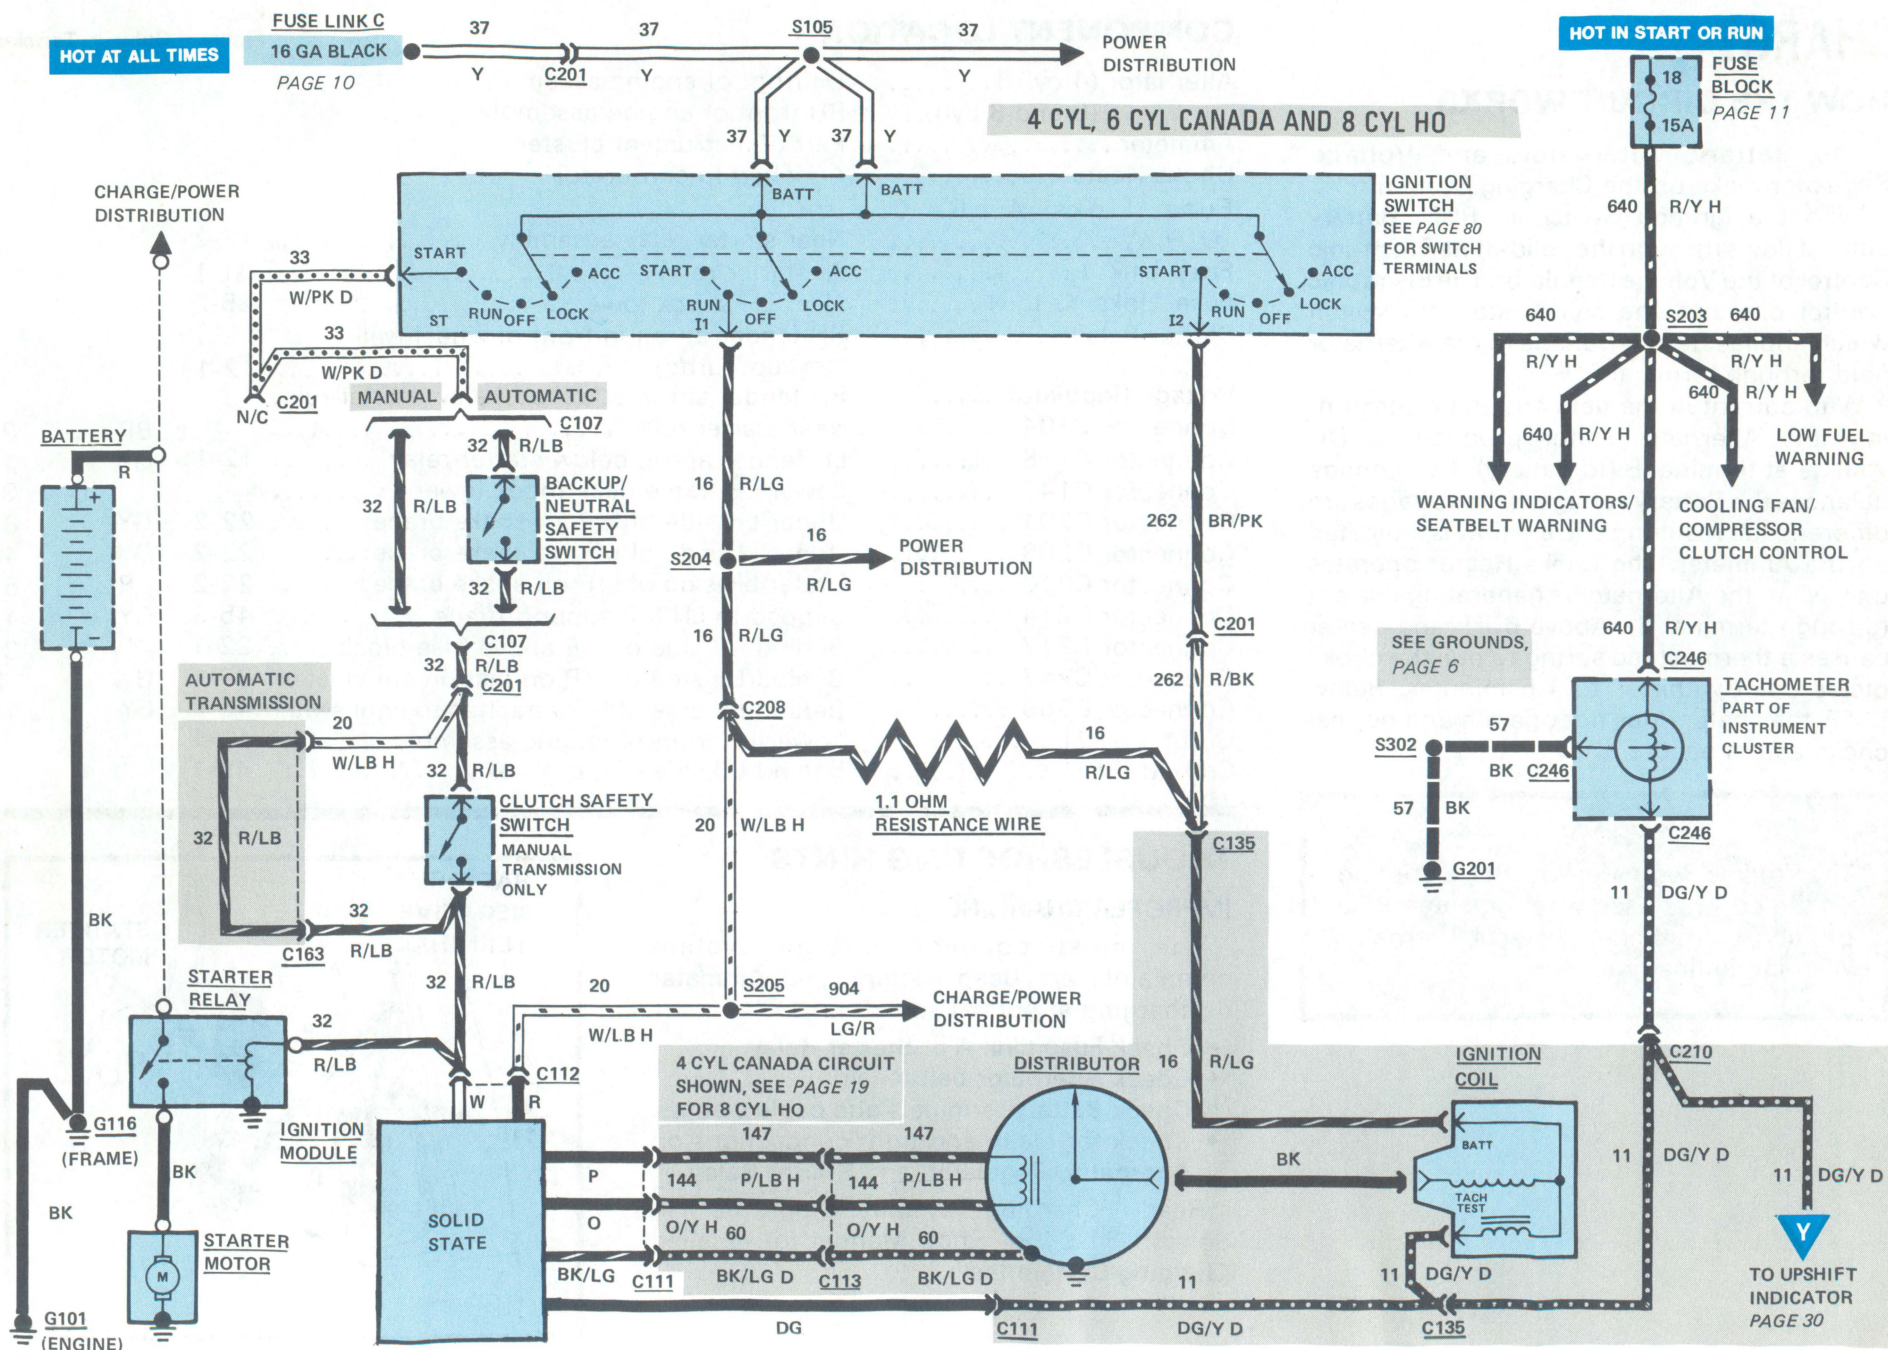 FUSE LINK C
HOT AT ALL TIMES
16 GA BLACK
PAGE 10
37
Y
C201
37
Y
S105
37
Y
POWER
DISTRIBUTION
37
Y
37
Y
4 CYL, 6 CYL CANADA AND 8 CYL HO
HOT IN START OR RUN
18
15A
FUSE
BLOCK
PAGE 11
CHARGE/POWER
DISTRIBUTION
BATT
BATT
IGNITION
SWITCH
SEE PAGE 80
FOR SWITCH
TERMINALS
START
RUN
OFF
LOCK
ACC
ST
START
RUN
OFF
LOCK
ACC
I1
START
RUN
OFF
LOCK
ACC
I2
33
W/PK D
33
W/PK D
N/C
C201
MANUAL
AUTOMATIC
C107
32
R/LB
32
R/LB
BACKUP/
NEUTRAL
SAFETY
SWITCH
32
R/LB
C107
32
R/LB
C201
BATTERY
R
+
-
BK
AUTOMATIC
TRANSMISSION
20
W/LB H
32
R/LB
32
R/LB
CLUTCH SAFETY
SWITCH
MANUAL
TRANSMISSION
ONLY
32
R/LB
C163
32
R/LB
16
R/LG
S204
16
R/LG
POWER
DISTRIBUTION
16
R/LG
C208
20
W/LB H
16
R/LG
1.1 OHM
RESISTANCE WIRE
262
BR/PK
C201
262
R/BK
C135
640
R/Y H
S203
640
R/Y H
640
R/Y H
640
R/Y H
640
R/Y H
LOW FUEL
WARNING
WARNING INDICATORS/
SEATBELT WARNING
COOLING FAN/
COMPRESSOR
CLUTCH CONTROL
640
R/Y H
C246
SEE GROUNDS,
PAGE 6
TACHOMETER
PART OF
INSTRUMENT
CLUSTER
S302
57
BK
C246
57
BK
G201
C246
11
DG/Y D
C210
STARTER
RELAY
32
R/LB
G116
(FRAME)
BK
BK
STARTER
MOTOR
M
G101
(ENGINE)
20
W/LB H
S205
904
LG/R
CHARGE/POWER
DISTRIBUTION
C112
W
R
IGNITION
MODULE
SOLID
STATE
4 CYL CANADA CIRCUIT
SHOWN, SEE PAGE 19
FOR 8 CYL HO
DISTRIBUTOR
147
147
P
P/LB H
P/LB H
144
144
O
O/Y H
O/Y H
60
60
BK/LG
C111
BK/LG D
C113
BK/LG D
DG
C111
11
DG/Y D
16
R/LG
BK
IGNITION
COIL
BATT
TACH
TEST
11
DG/Y D
C135
11
DG/Y D
11
DG/Y D
Y
TO UPSHIFT
INDICATOR
PAGE 30